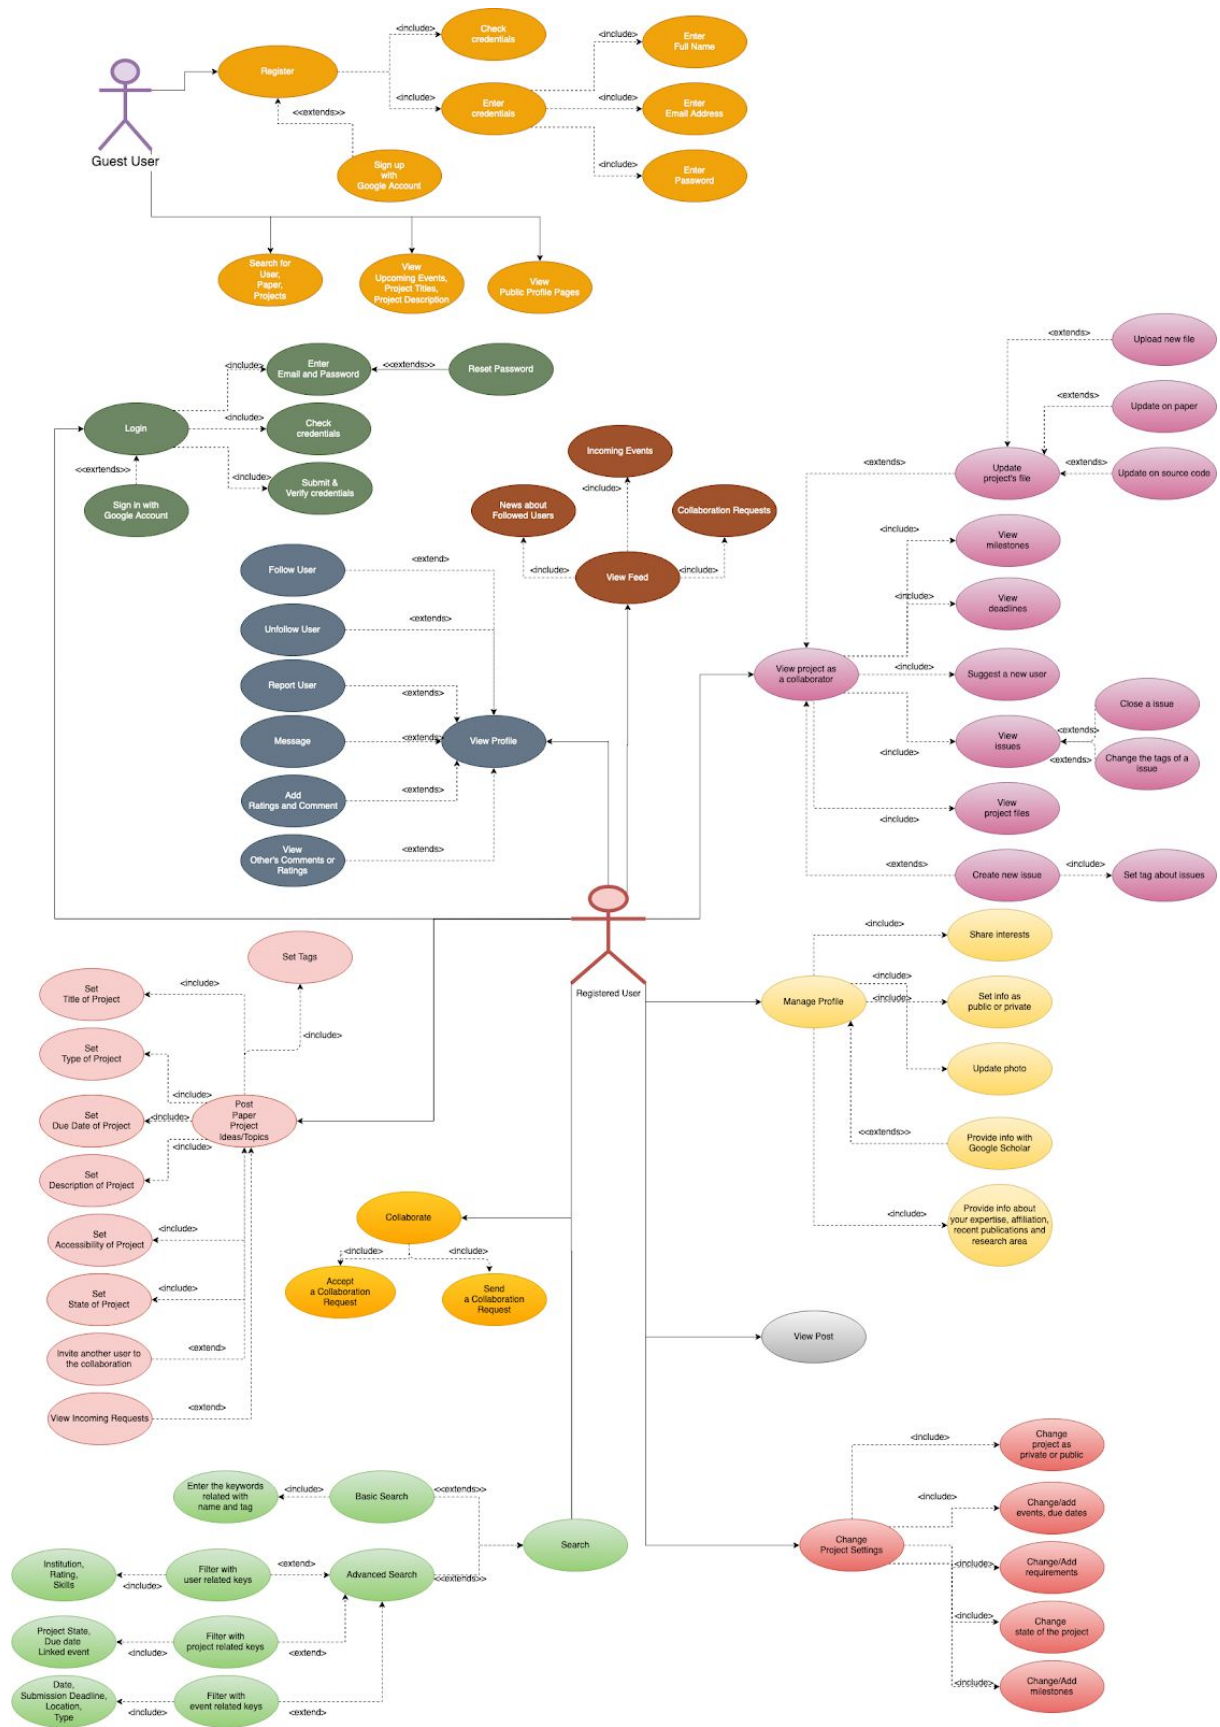 <include>
Check
credentials
<include>
Enter
Full Name
Register
<<extends>>
<include>
Enter
credentials
<include>
Enter
Email Address
Guest User
Sign up
with
Google Account
<include>
Enter
Password
Search for
User,
Paper,
Projects
View
Upcoming Events,
Project Titles,
Project Description
View
Public Profile Pages
<extends>
Upload new file
<include>
Enter
Email and Password
<<extends>>
Reset Password
<extends>
Update on paper
Login
<include>
Check
credentials
<<exrtends>>
<include>
Submit &
Verify credentials
Sign in with
Google Account
Incoming Events
<include>
<extends>
Update
project's file
<extends>
Update on source code
News about
Followed Users
Collaboration Requests
<include>
View
milestones
<include>
View Feed
<include>
Follow User
<extend>
<include>
View
deadlines
Unfollow User
<extends>
View project as
a collaborator
<include>
Suggest a new user
Report User
<extends>
Close a issue
Message
<extends>
View Profile
View
issues
<extends>
<include>
<extends>
Change the tags of a
issue
Add
Ratings and Comment
<extends>
View
project files
<include>
View
Other's Comments or
Ratings
<extends>
<extends>
Create new issue
<include>
Set tag about issues
Registered User
<include>
Share interests
Set Tags
Set
Title of Project
<include>
<include>
Manage Profile
<include>
<include>
Set info as
public or private
Set
Type of Project
<include>
Update photo
Post
Paper
Project
Ideas/Topics
Set
Due Date of Project
<include>
<<extends>>
Provide info with
Google Scholar
Set
Description of Project
<include>
Provide info about
your expertise, affiliation,
recent publications and
research area
<include>
Set
Accessibility of Project
<include>
Collaborate
<include>
<include>
Accept
a Collaboration
Request
Send
a Collaboration
Request
Set
State of Project
<include>
Invite another user to
the collaboration
<extend>
View Post
View Incoming Requests
<extend>
<include>
Change
project as
private or public
Enter the keywords
related with
name and tag
<include>
Basic Search
<<extends>>
<include>
Change/add
events, due dates
Search
Change
Project Settings
Institution,
Rating,
Skills
<include>
Filter with
user related keys
<extend>
Advanced Search
<<extends>>
<include>
Change/Add
requirements
Project State,
Due date
Linked event
<include>
Filter with
project related keys
<extend>
<include>
Change
state of the project
Date,
Submission Deadline,
Location,
Type
<include>
Filter with
event related keys
<extend>
<include>
Change/Add
milestones